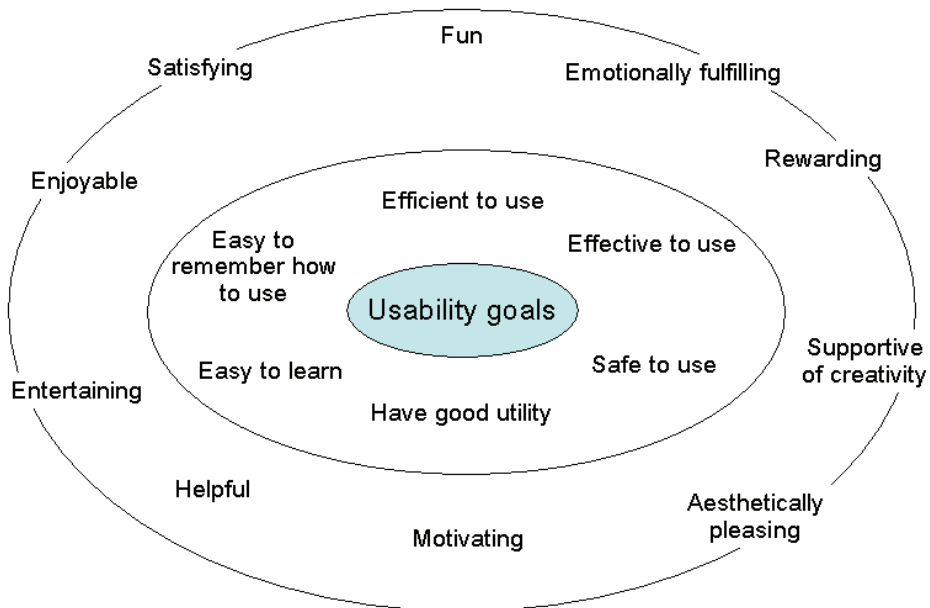 Fun
Satisfying
Emotionally fulfilling
Rewarding
Enjoyable
Efficient to use
Easy to
remember how
to use
Effective to use
Usability goals
Easy to learn
Safe to use
Supportive
of creativity
Entertaining
Have good utility
Helpful
Motivating
Aesthetically
pleasing